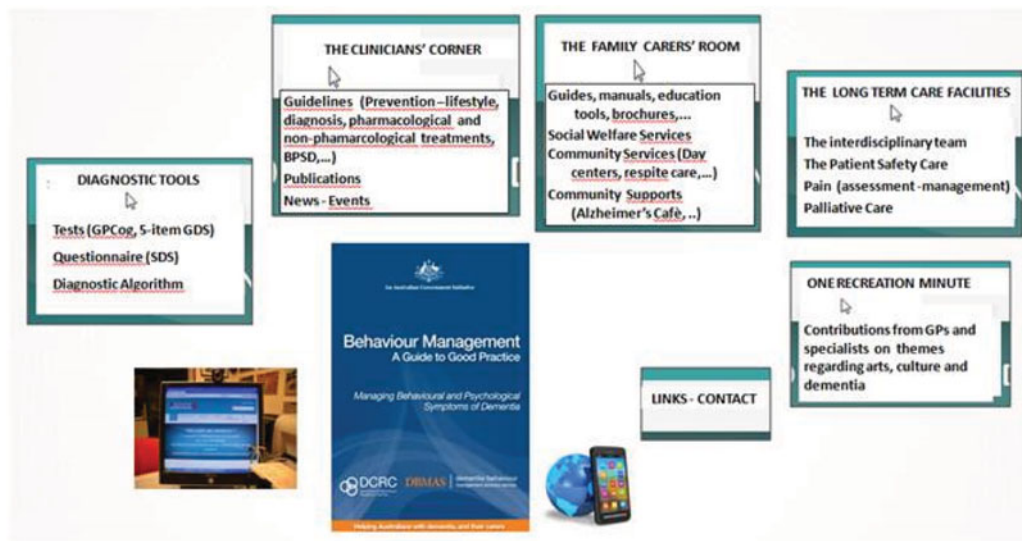 THE CLINICIANS' CORNER
Guidelines (Prevention –lifestyle,
diagnosis, pharmacological and
non-phamarcological treatments,
BPSD,...)
Publications
News - Events
THE FAMILY CARERS' ROOM
Guides, manuals, education
tools, brochures,...
Social Welfare Services
Community Services (Day
centers, respite care,...)
Community Supports
(Alzheimer's Cafè, ..)
THE LONG TERM CARE FACILITIES
The interdisciplinary team
The Patient Safety Care
Pain (assessment -management)
Palliative Care
DIAGNOSTIC TOOLS
Tests (GPCog, 5-item GDS)
Questionnaire (SDS)
Diagnostic Algorithm
An Australian Government Initiative
Behaviour Management
A Guide to Good Practice
Managing Behavioural and Psychological
Symptoms of Dementia
DCRC
DBMAS
Helping Australians with dementia, and their carers
ONE RECREATION MINUTE
Contributions from GPs and
specialists on themes
regarding arts, culture and
dementia
LINKS - CONTACT